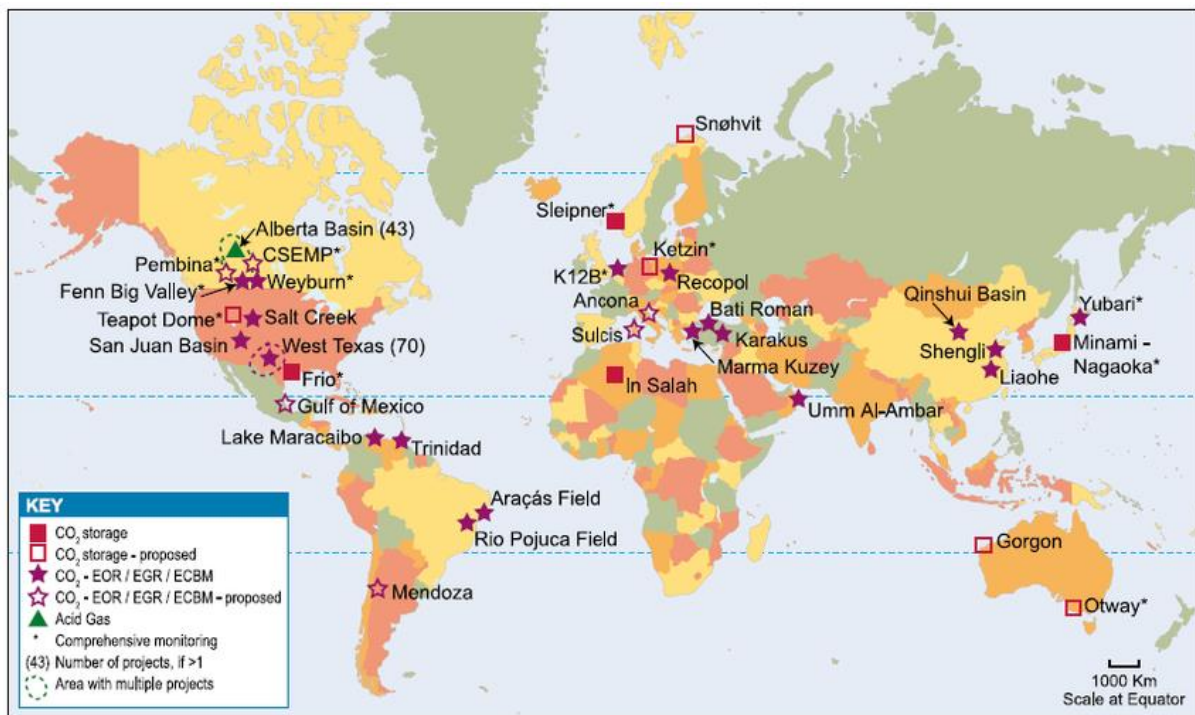 Snøhvit
Sleipner*
Alberta Basin (43)
CSEMP*
Pembina*
Fenn Big Valley*
Weyburn*
Teapot Dome*
Salt Creek
San Juan Basin
West Texas (70)
Frio*
Gulf of Mexico
Lake Maracaibo
Trinidad
Araçás Field
Rio Pojuca Field
Mendoza
Ketzin*
K12B*
Recopol
Ancona
Bati Roman
Sulcis
Karakus
Marma Kuzey
In Salah
Umm Al-Ambar
Qinshui Basin
Yubari*
Shengli
Minami -
Nagaoka*
Liaohe
Gorgon
Otway*
KEY
CO₂ storage
CO₂ storage - proposed
CO₂ - EOR / EGR / ECBM
CO₂ - EOR / EGR / ECBM - proposed
Acid Gas
* Comprehensive monitoring
(43) Number of projects, if >1
Area with multiple projects
1000 Km
Scale at Equator